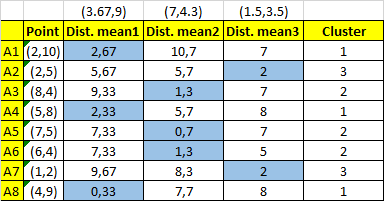 (3.67,9) (7,4.3) (1.5,3.5)
Point Dist. mean1 Dist. mean2 Dist. mean3 Cluster
A1 (2,10) 2,67 10,7 7 1
A2 (2,5) 5,67 5,7 2 3
A3 (8,4) 9,33 1,3 7 2
A4 (5,8) 2,33 5,7 8 1
A5 (7,5) 7,33 0,7 7 2
A6 (6,4) 7,33 1,3 5 2
A7 (1,2) 9,67 8,3 2 3
A8 (4,9) 0,33 7,7 8 1